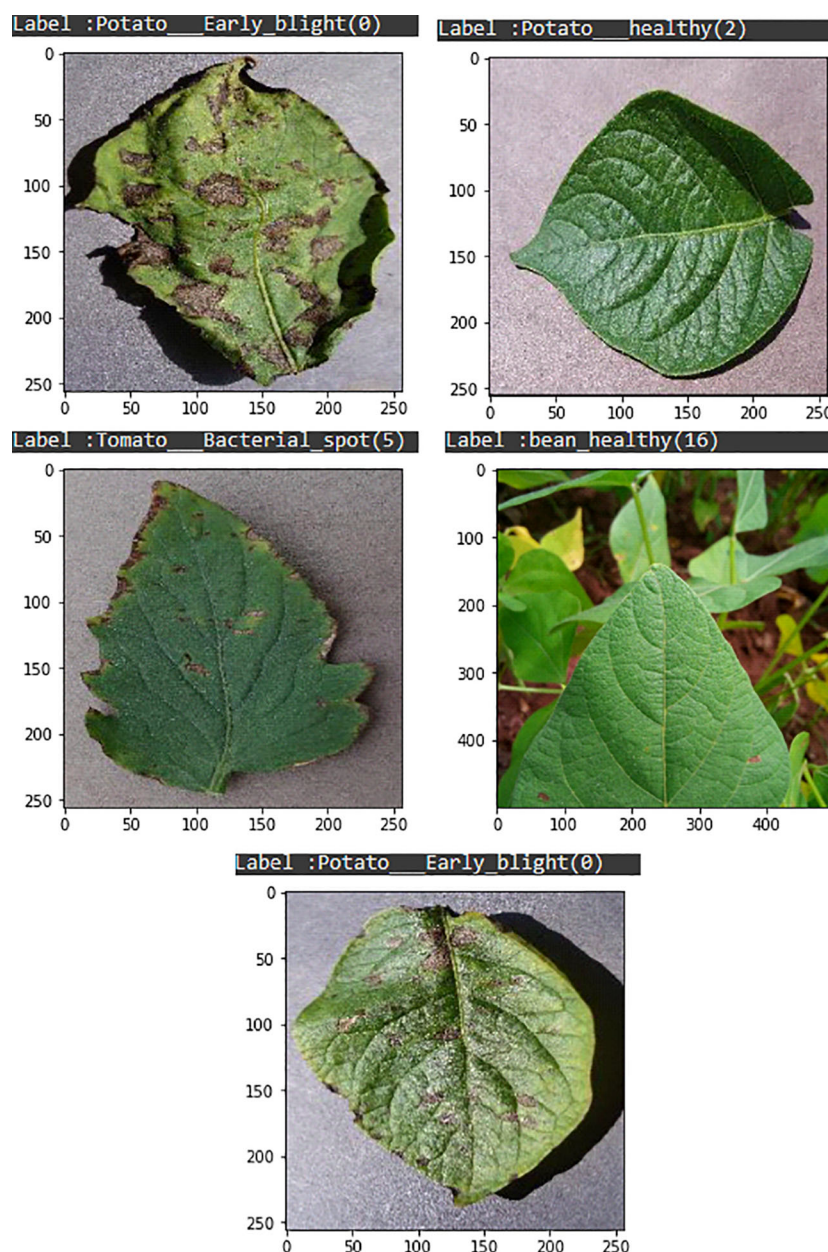 Label :Potato___Early_blight(0)
0
50
100
150
200
250
0 50 100 150 200 250
Label :Potato___healthy(2)
0
50
100
150
200
250
0 50 100 150 200 250
Label :Tomato___Bacterial_spot(5)
0
50
100
150
200
250
0 50 100 150 200 250
Label :bean_healthy(16)
0
100
200
300
400
0 100 200 300 400
Label :Potato___Early_blight(0)
0
50
100
150
200
250
0 50 100 150 200 250